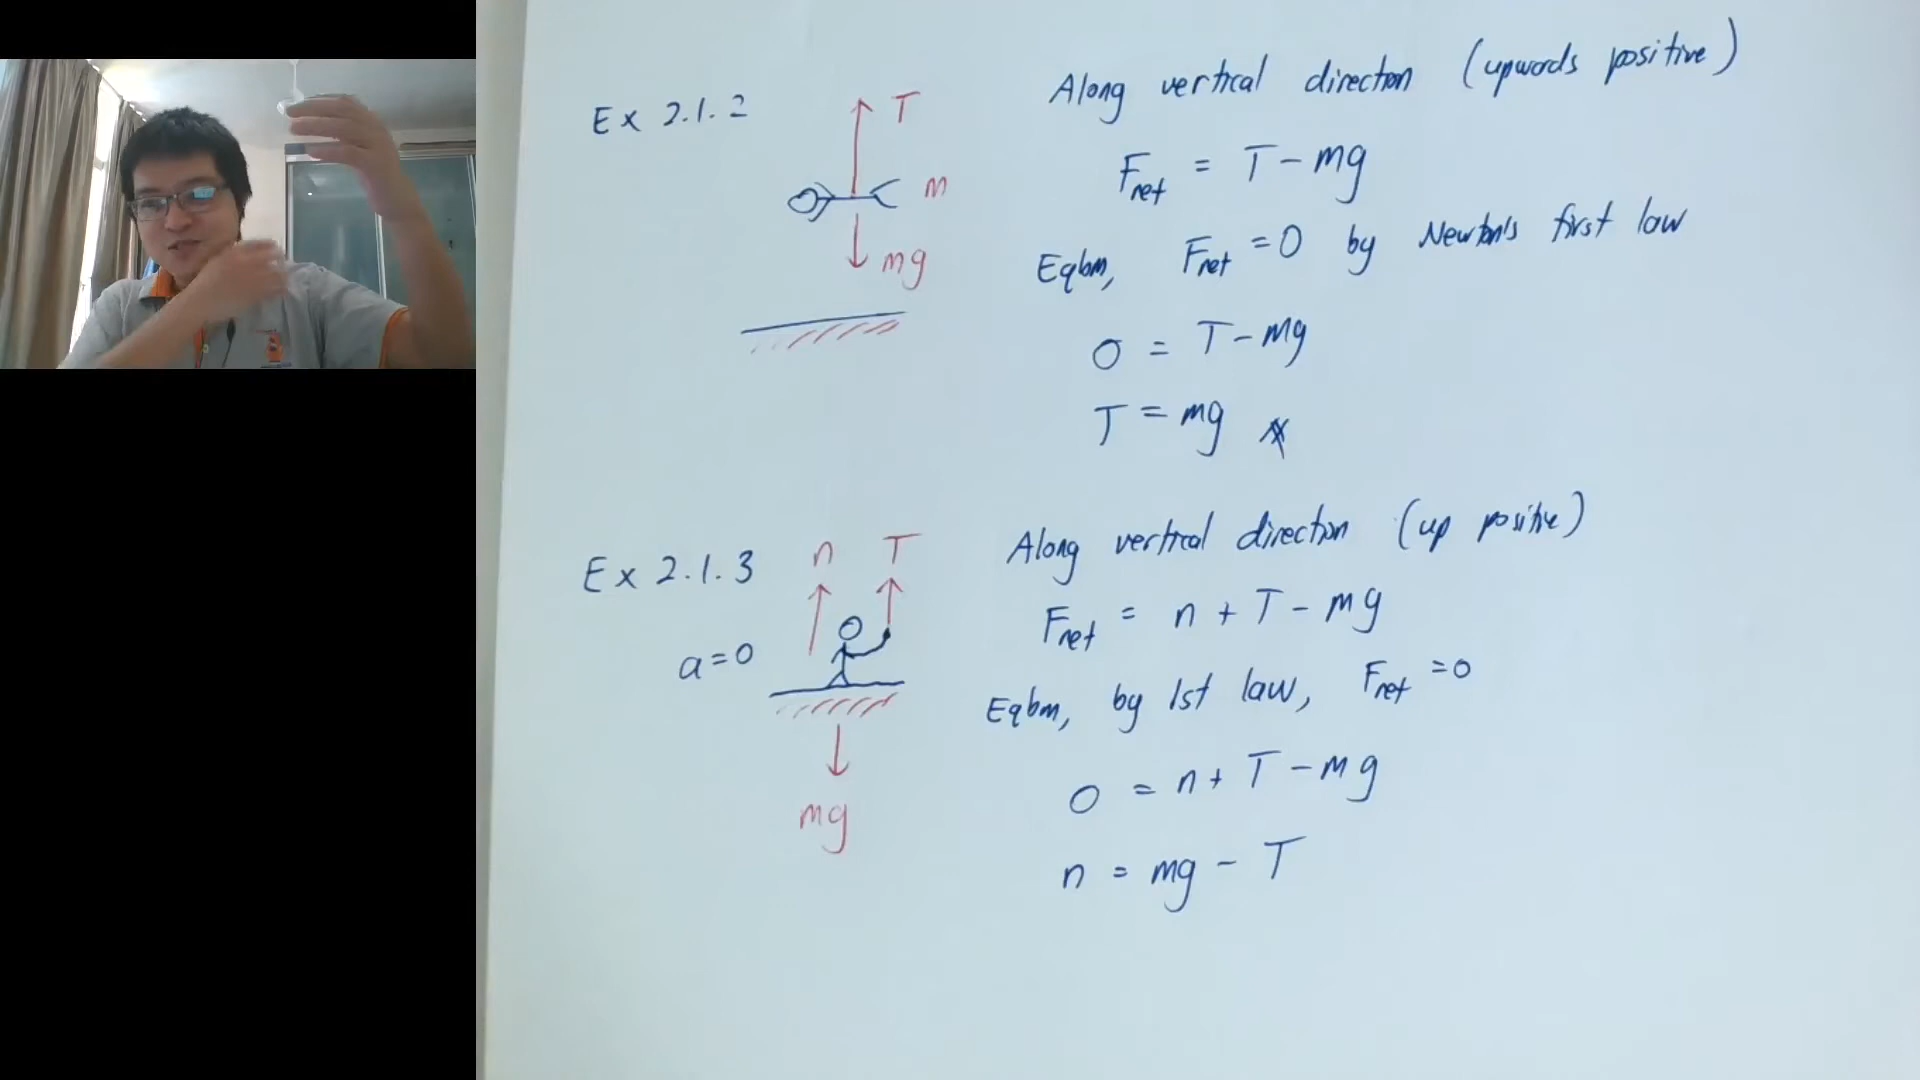 Ex 2.1.2
T
m
mg
Along vertical direction (upwards positive)
Fnet = T - mg
Eqbm, Fnet = 0 by Newton's first law
0 = T - mg
T = mg
Ex 2.1.3
n T
a = 0
mg
Along vertical direction (up positive)
Fnet = n + T - mg
Eqbm, by 1st law, Fnet = 0
0 = n + T - mg
n = mg - T